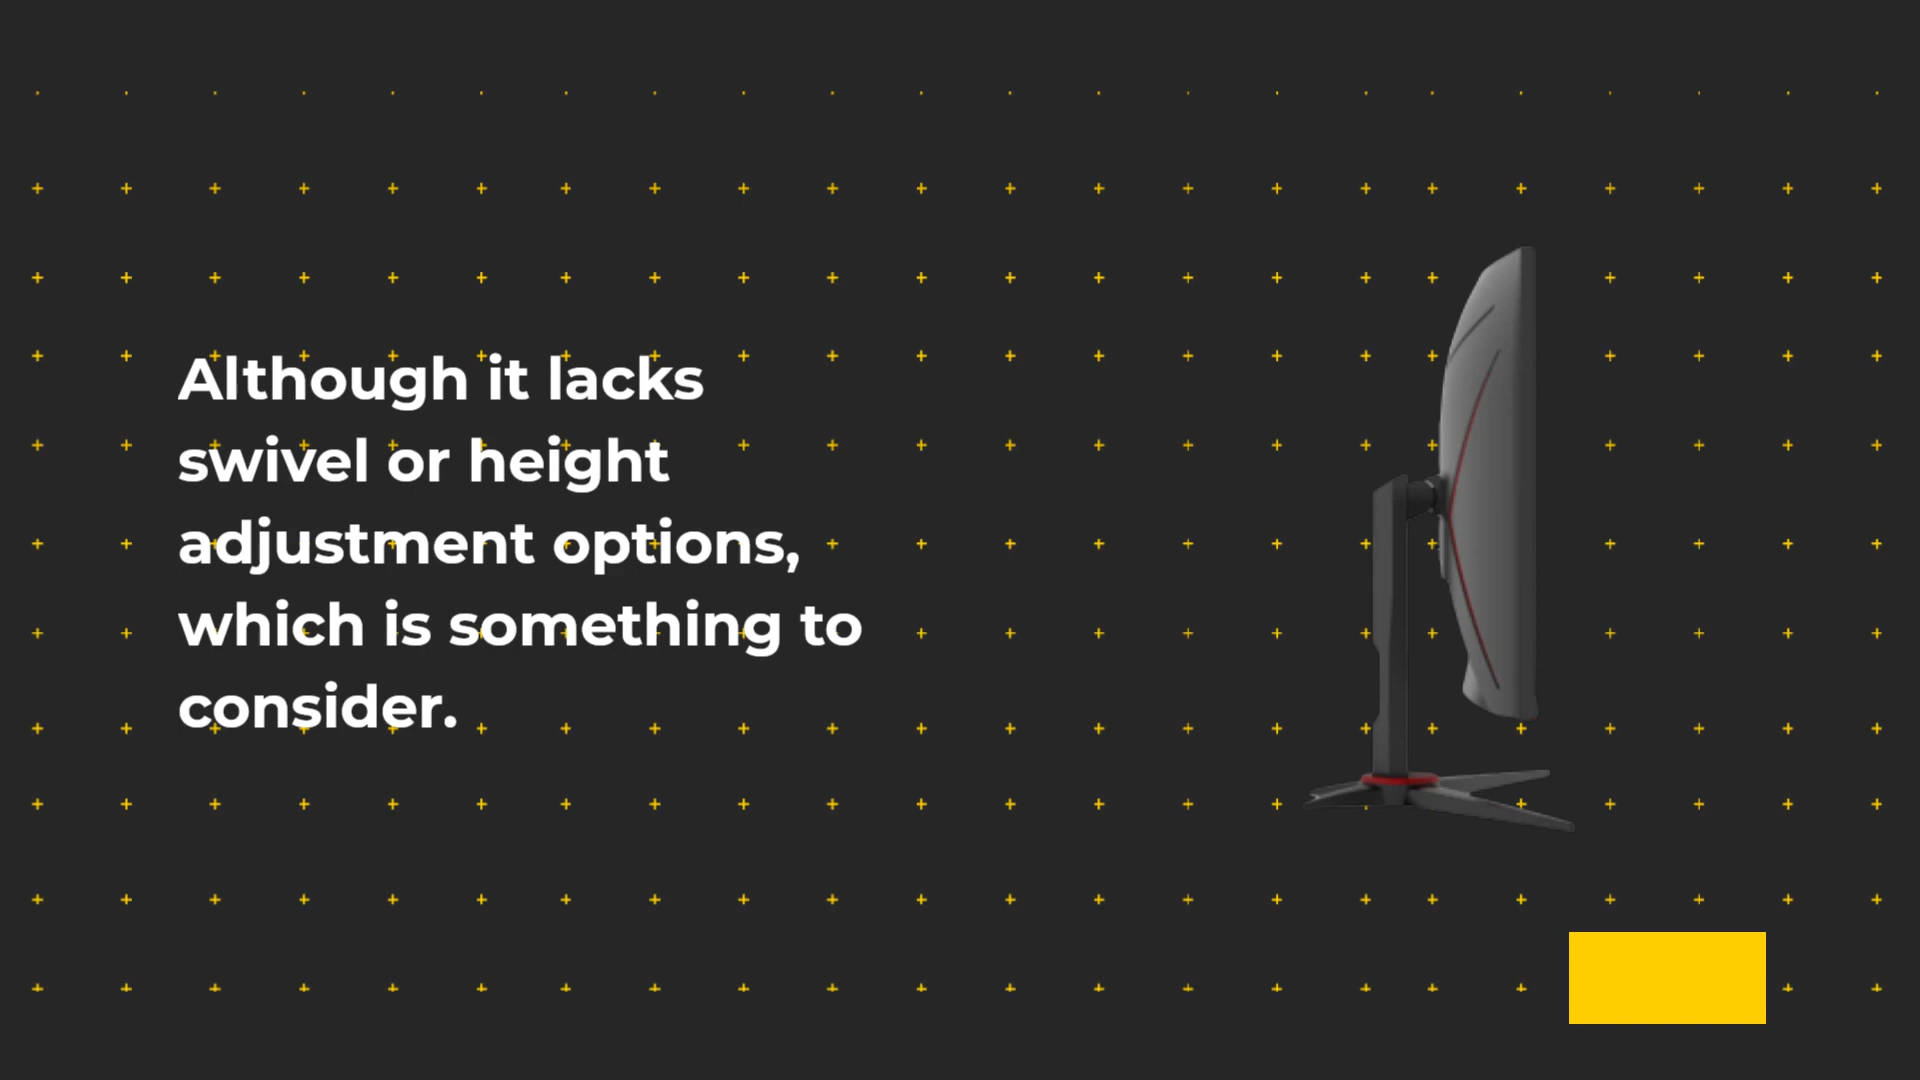 Although it lacks
swivel or height
adjustment options,
which is something to
consider.